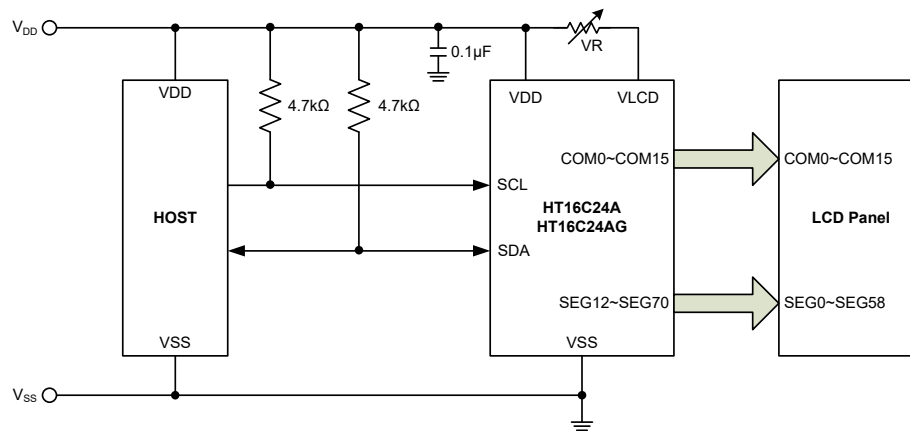 VDD
0.1µF
VR
VDD
4.7kΩ
4.7kΩ
VDD
VLCD
COM0~COM15
COM0~COM15
SCL
HOST
HT16C24A
HT16C24AG
LCD Panel
SDA
SEG12~SEG70
SEG0~SEG58
VSS
VSS
VSS